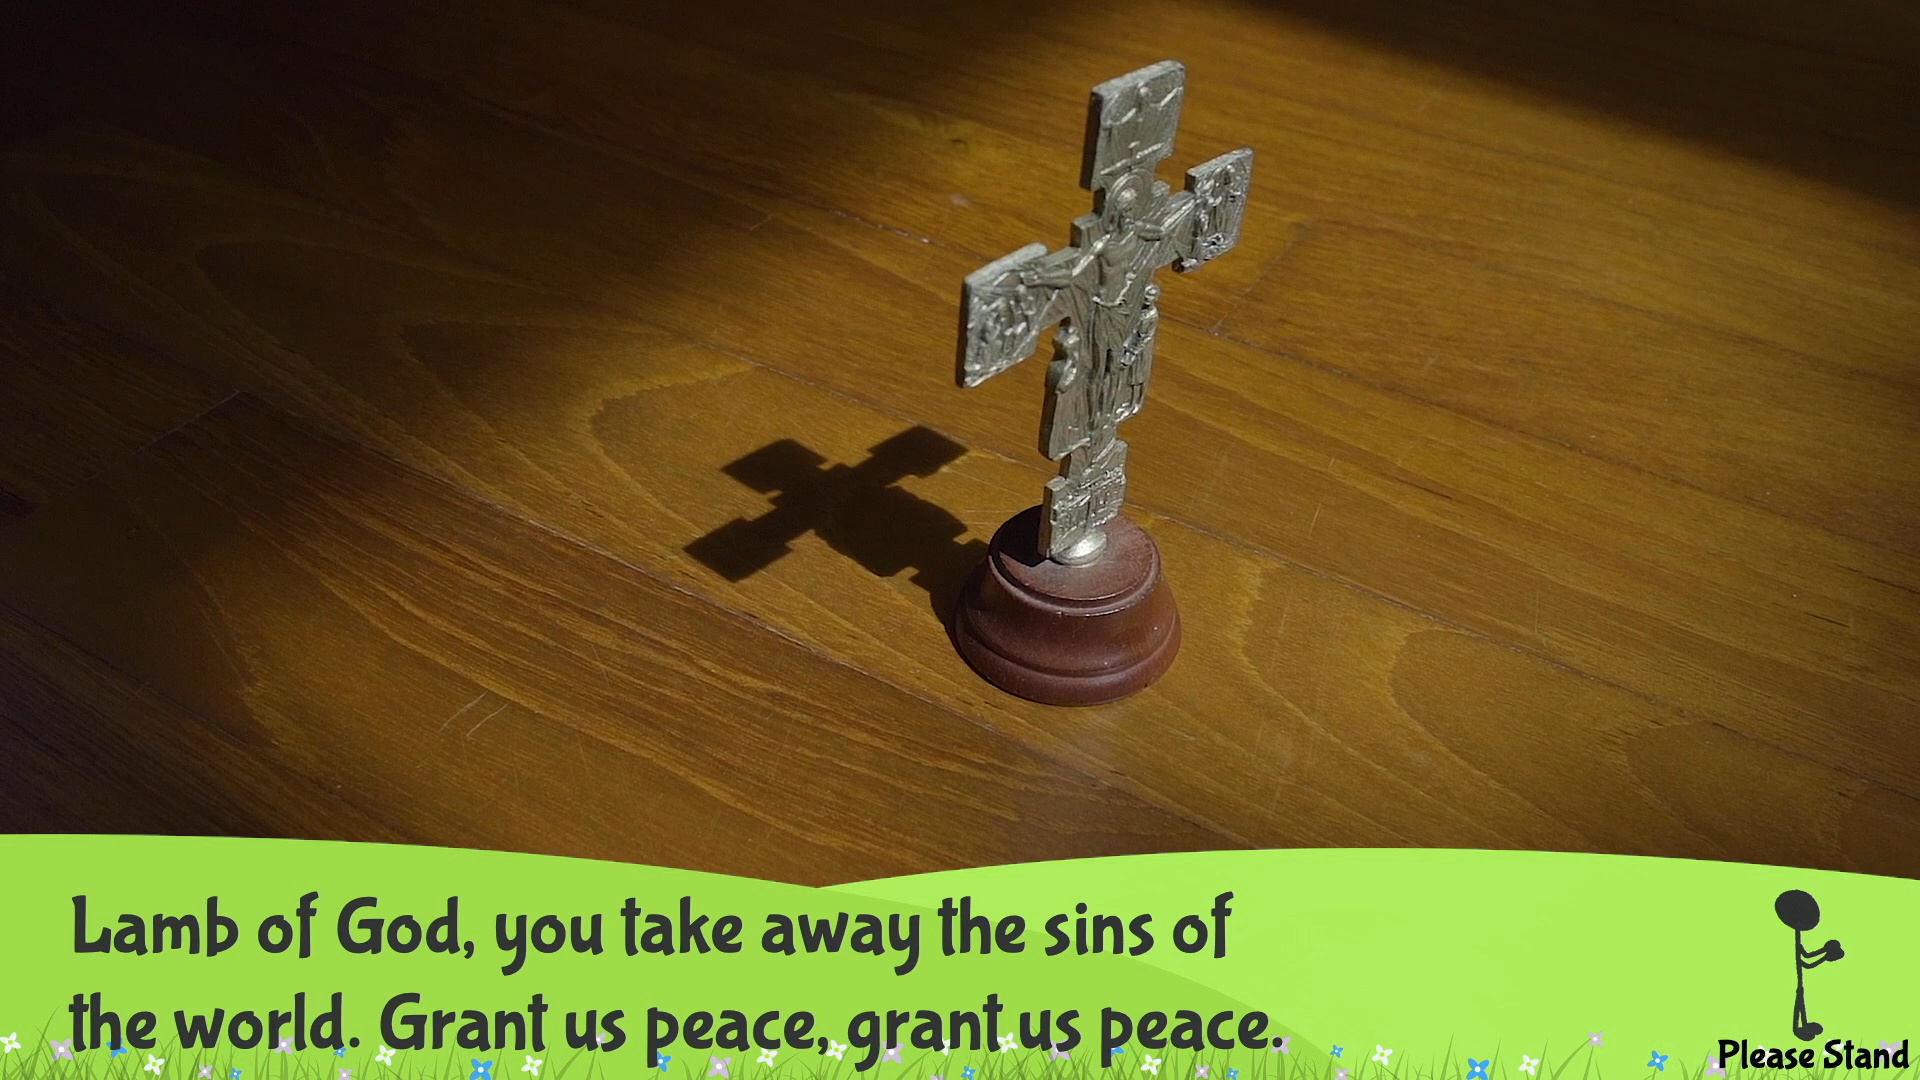 Lamb of God, you take away the sins of
the world. Grant us peace, grant us peace.
Please Stand